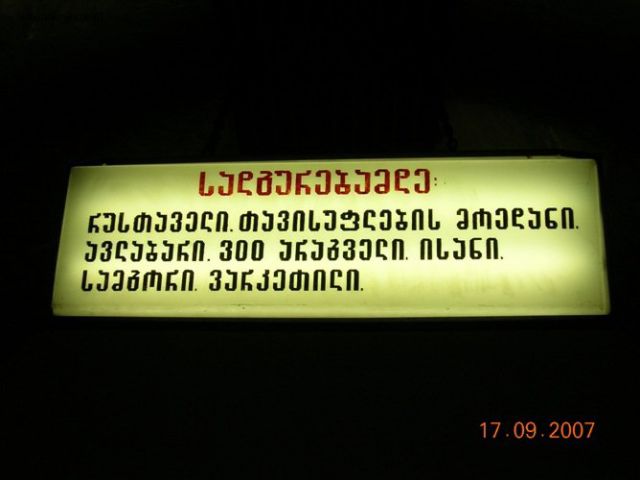 სადგურებამდე:
რუსთაველი. თავისუფლების მოედანი.
ავლაბარი. 300 არაგველი. ისანი.
სამგორი. ვარკეთილი.
17.09.2007